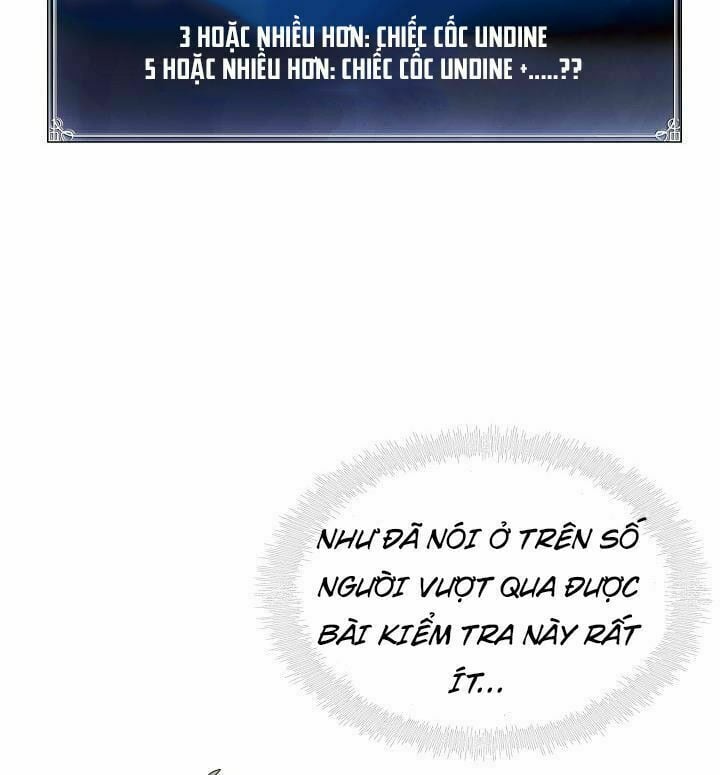 3 HOẶC NHIỀU HƠN: CHIẾC CỐC UNDINE
5 HOẶC NHIỀU HƠN: CHIẾC CỐC UNDINE +.....??
NHƯ ĐÃ NÓI Ở TRÊN SỐ
NGƯỜI VƯỢT QUA ĐƯỢC
BÀI KIỂM TRA NÀY RẤT
ÍT...